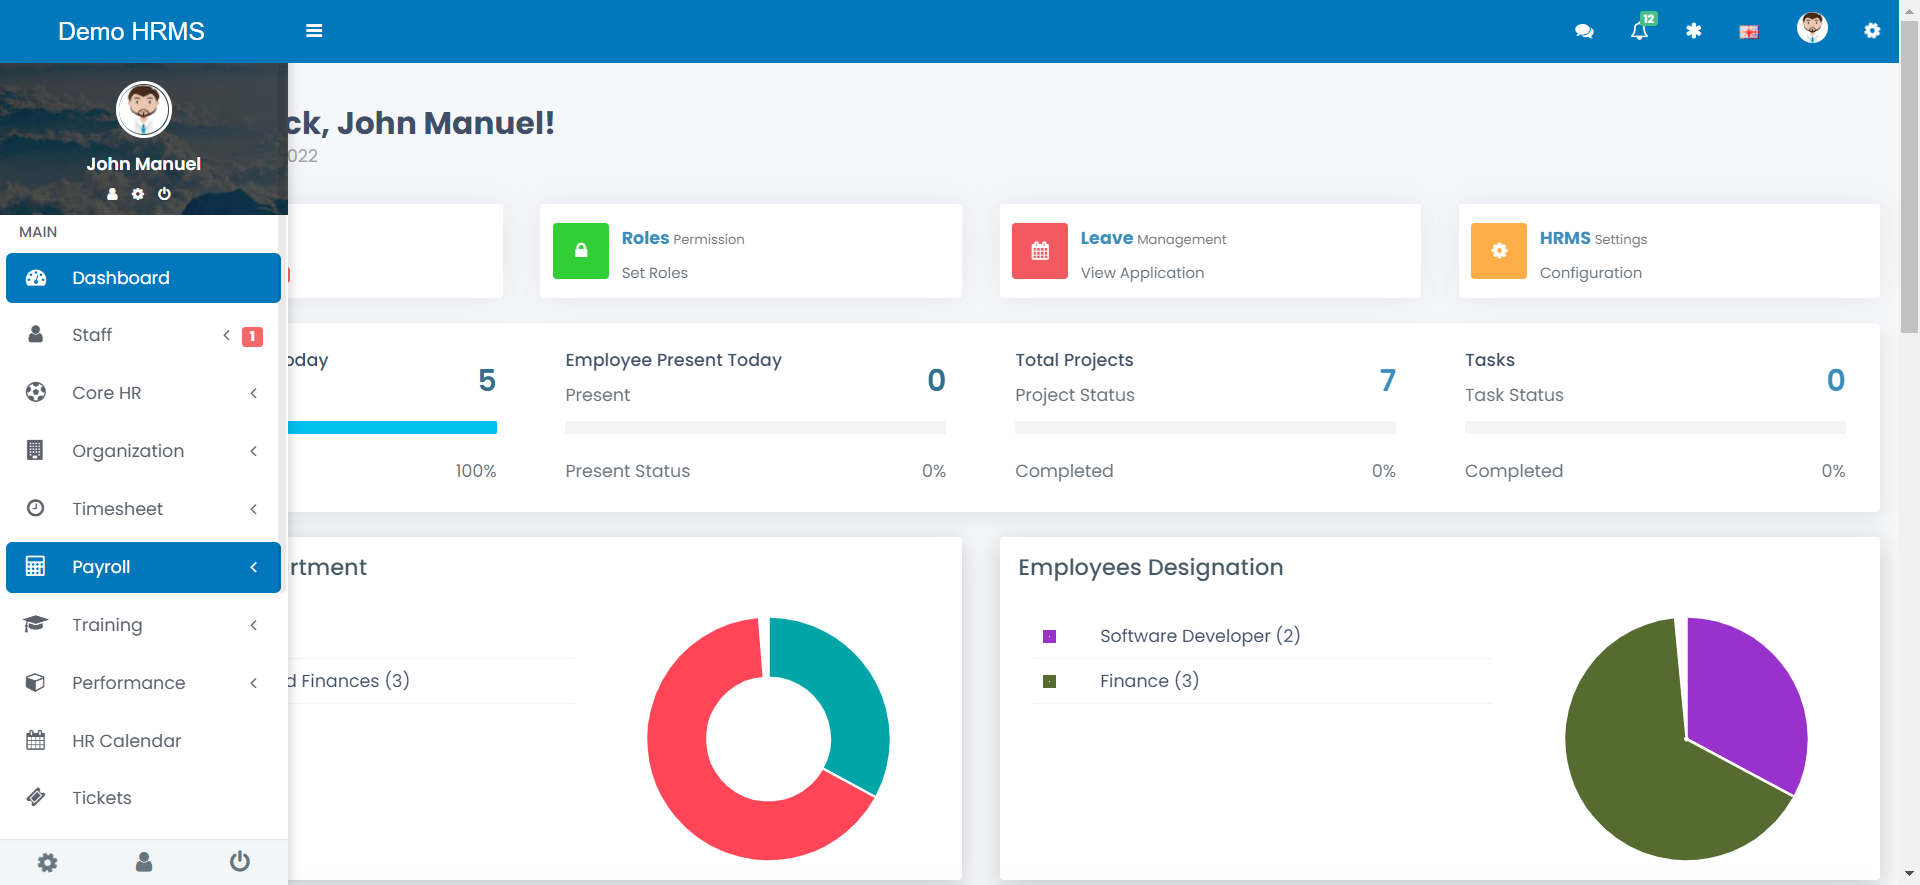 Demo HRMS
12
John Manuel
ck, John Manuel!
022
MAIN
Dashboard
Staff 1
Core HR
Organization
Timesheet
Payroll
Training
Performance
HR Calendar
Tickets
Roles Permission
Set Roles
Leave Management
View Application
HRMS Settings
Configuration
oday
5
100%
Employee Present Today
Present
0
Present Status 0%
Total Projects
Project Status
7
Completed 0%
Tasks
Task Status
0
Completed 0%
rtment
d Finances (3)
Employees Designation
Software Developer (2)
Finance (3)